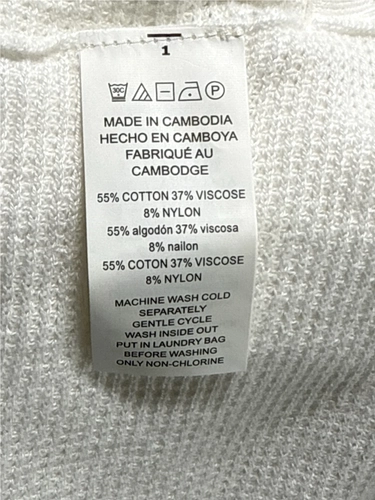 1
30C
P
MADE IN CAMBODIA
HECHO EN CAMBOYA
FABRIQUÉ AU
CAMBODGE
55% COTTON 37% VISCOSE
8% NYLON
55% algodón 37% viscosa
8% nailon
55% COTON 37% VISCOSE
8% NYLON
MACHINE WASH COLD
SEPARATELY
GENTLE CYCLE
WASH INSIDE OUT
PUT IN LAUNDRY BAG
BEFORE WASHING
ONLY NON-CHLORINE